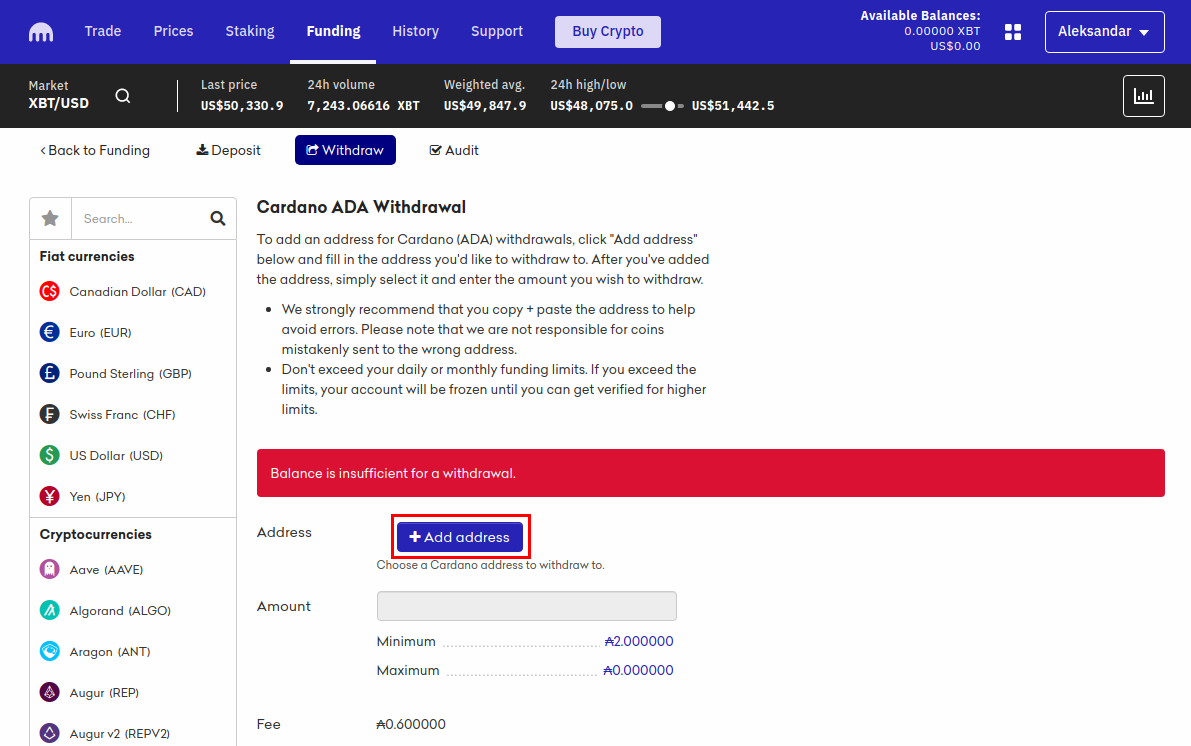 Trade Prices Staking Funding History Support Buy Crypto
Available Balances:
0.00000 XBT
US$0.00
Aleksandar
Market
XBT/USD
Last price
US$50,330.9
24h volume
7,243.06616 XBT
Weighted avg.
US$49,847.9
24h high/low
US$48,075.0 US$51,442.5
Back to Funding Deposit Withdraw Audit
Search...
Fiat currencies
C$ Canadian Dollar (CAD)
€ Euro (EUR)
£ Pound Sterling (GBP)
₣ Swiss Franc (CHF)
$ US Dollar (USD)
¥ Yen (JPY)
Cryptocurrencies
Aave (AAVE)
Algorand (ALGO)
Aragon (ANT)
Augur (REP)
Augur v2 (REPV2)
Cardano ADA Withdrawal
To add an address for Cardano (ADA) withdrawals, click "Add address"
below and fill in the address you'd like to withdraw to. After you've added
the address, simply select it and enter the amount you wish to withdraw.
• We strongly recommend that you copy + paste the address to help
avoid errors. Please note that we are not responsible for coins
mistakenly sent to the wrong address.
• Don't exceed your daily or monthly funding limits. If you exceed the
limits, your account will be frozen until you can get verified for higher
limits.
Balance is insufficient for a withdrawal.
Address
+ Add address
Choose a Cardano address to withdraw to.
Amount
Minimum ₳2.000000
Maximum ₳0.000000
Fee ₳0.600000